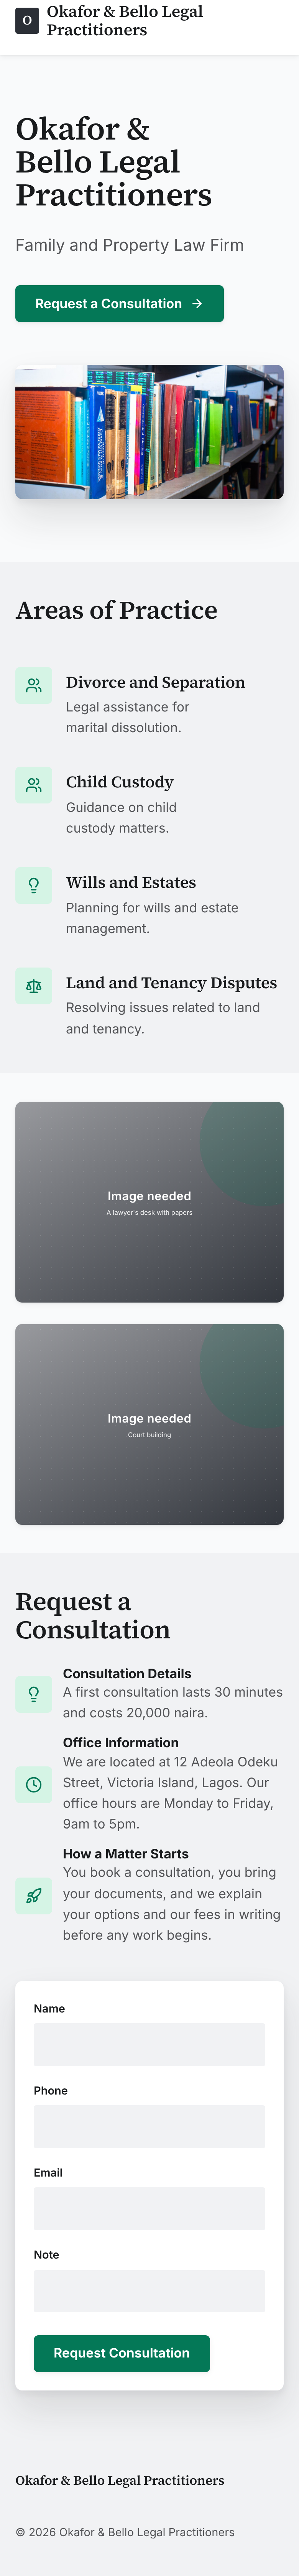 O
Okafor & Bello Legal
Practitioners
Okafor &
Bello Legal
Practitioners
Family and Property Law Firm
Request a Consultation
Areas of Practice
Divorce and Separation
Legal assistance for
marital dissolution.
Child Custody
Guidance on child
custody matters.
Wills and Estates
Planning for wills and estate
management.
Land and Tenancy Disputes
Resolving issues related to land
and tenancy.
Image needed
A lawyer's desk with papers
Image needed
Court building
Request a
Consultation
Consultation Details
A first consultation lasts 30 minutes
and costs 20,000 naira.
Office Information
We are located at 12 Adeola Odeku
Street, Victoria Island, Lagos. Our
office hours are Monday to Friday,
9am to 5pm.
How a Matter Starts
You book a consultation, you bring
your documents, and we explain
your options and our fees in writing
before any work begins.
Name
Phone
Email
Note
Request Consultation
Okafor & Bello Legal Practitioners
© 2026 Okafor & Bello Legal Practitioners